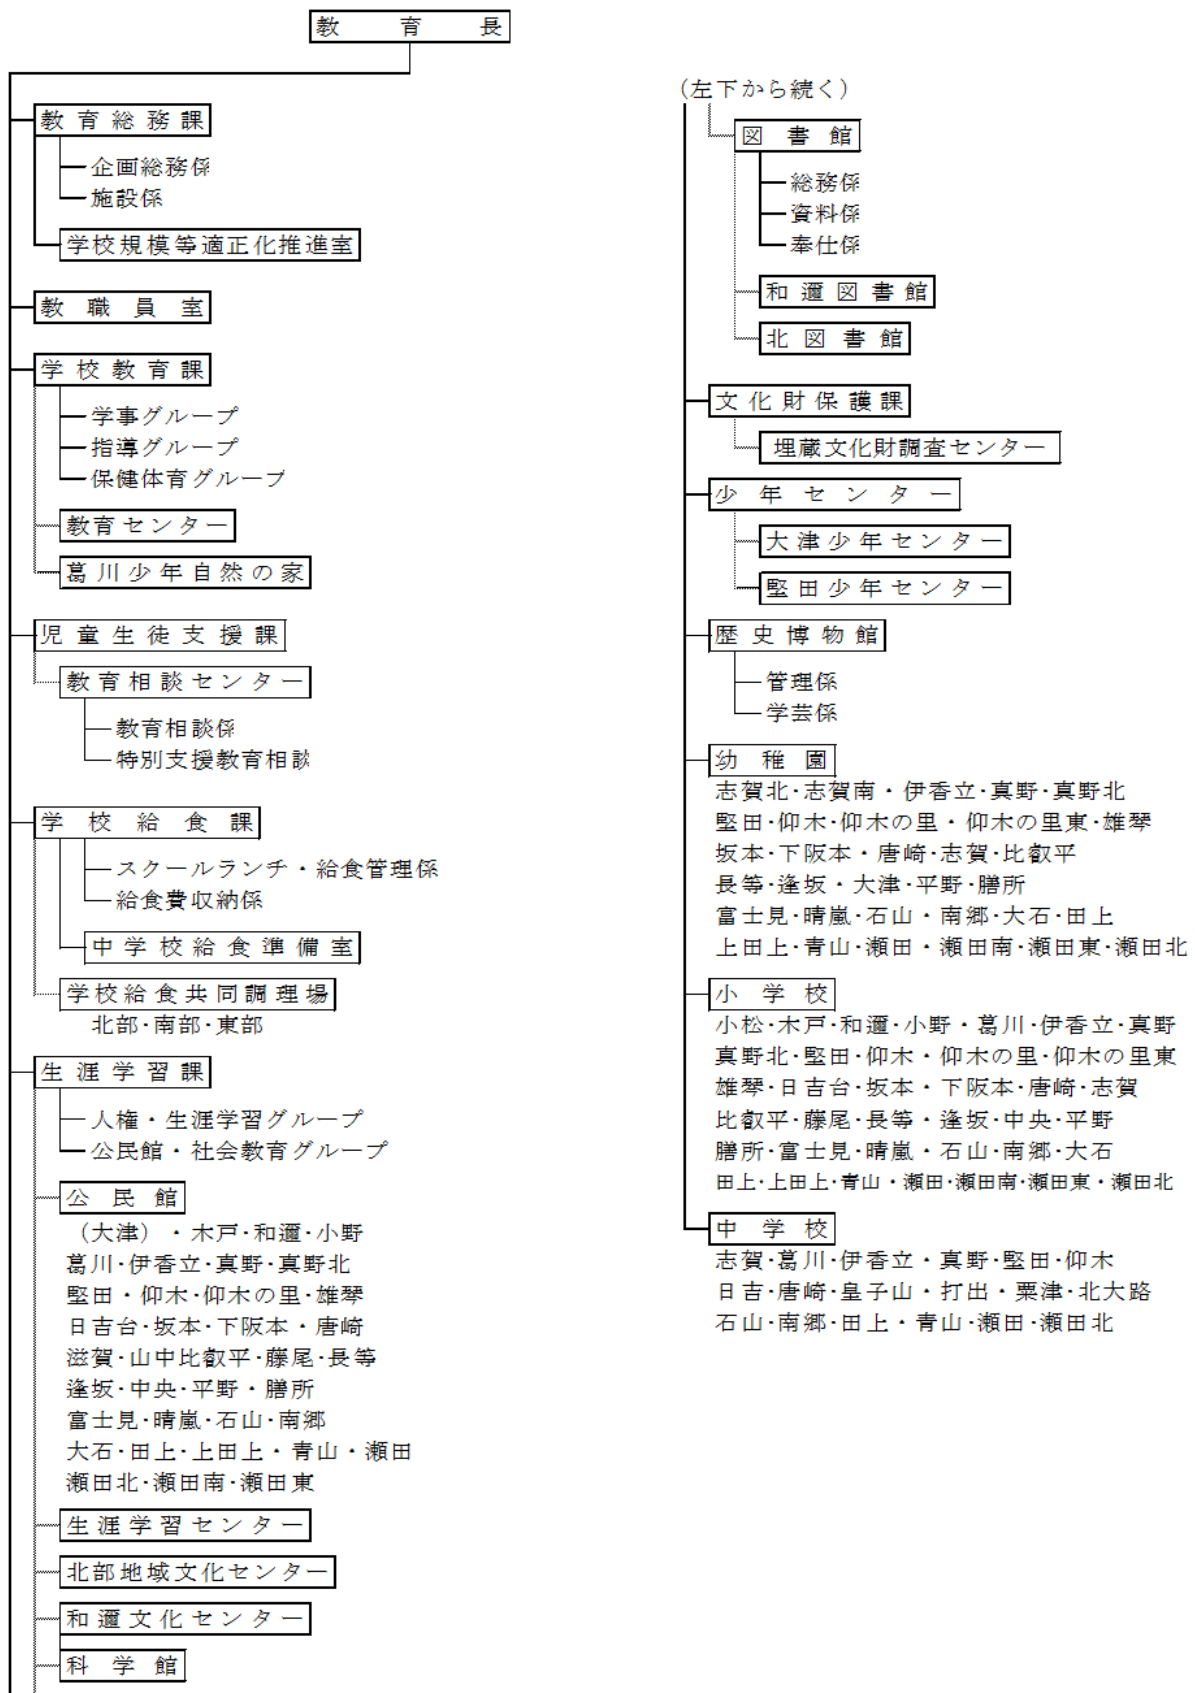 教育長
教育総務課
企画総務係
施設係
学校規模等適正化推進室
教職員室
学校教育課
学事グループ
指導グループ
保健体育グループ
教育センター
葛川少年自然の家
児童生徒支援課
教育相談センター
教育相談係
特別支援教育相談
学校給食課
スクールランチ・給食管理係
給食費収納係
中学校給食準備室
学校給食共同調理場
北部・南部・東部
生涯学習課
人権・生涯学習グループ
公民館・社会教育グループ
公民館
（大津）・木戸・和邇・小野
葛川・伊香立・真野・真野北
堅田・仰木・仰木の里・雄琴
日吉台・坂本・下阪本・唐崎
滋賀・山中比叡平・藤尾・長等
逢坂・中央・平野・膳所
富士見・晴嵐・石山・南郷
大石・田上・上田上・青山・瀬田
瀬田北・瀬田南・瀬田東
生涯学習センター
北部地域文化センター
和邇文化センター
科学館
（左下から続く）
図書館
総務係
資料係
奉仕係
和邇図書館
北図書館
文化財保護課
埋蔵文化財調査センター
少年センター
大津少年センター
堅田少年センター
歴史博物館
管理係
学芸係
幼稚園
志賀北・志賀南・伊香立・真野・真野北
堅田・仰木・仰木の里・仰木の里東・雄琴
坂本・下阪本・唐崎・志賀・比叡平
長等・逢坂・大津・平野・膳所
富士見・晴嵐・石山・南郷・大石・田上
上田上・青山・瀬田・瀬田南・瀬田東・瀬田北
小学校
小松・木戸・和邇・小野・葛川・伊香立・真野
真野北・堅田・仰木・仰木の里・仰木の里東
雄琴・日吉台・坂本・下阪本・唐崎・志賀
比叡平・藤尾・長等・逢坂・中央・平野
膳所・富士見・晴嵐・石山・南郷・大石
田上・上田上・青山・瀬田・瀬田南・瀬田東・瀬田北
中学校
志賀・葛川・伊香立・真野・堅田・仰木
日吉・唐崎・皇子山・打出・粟津・北大路
石山・南郷・田上・青山・瀬田・瀬田北